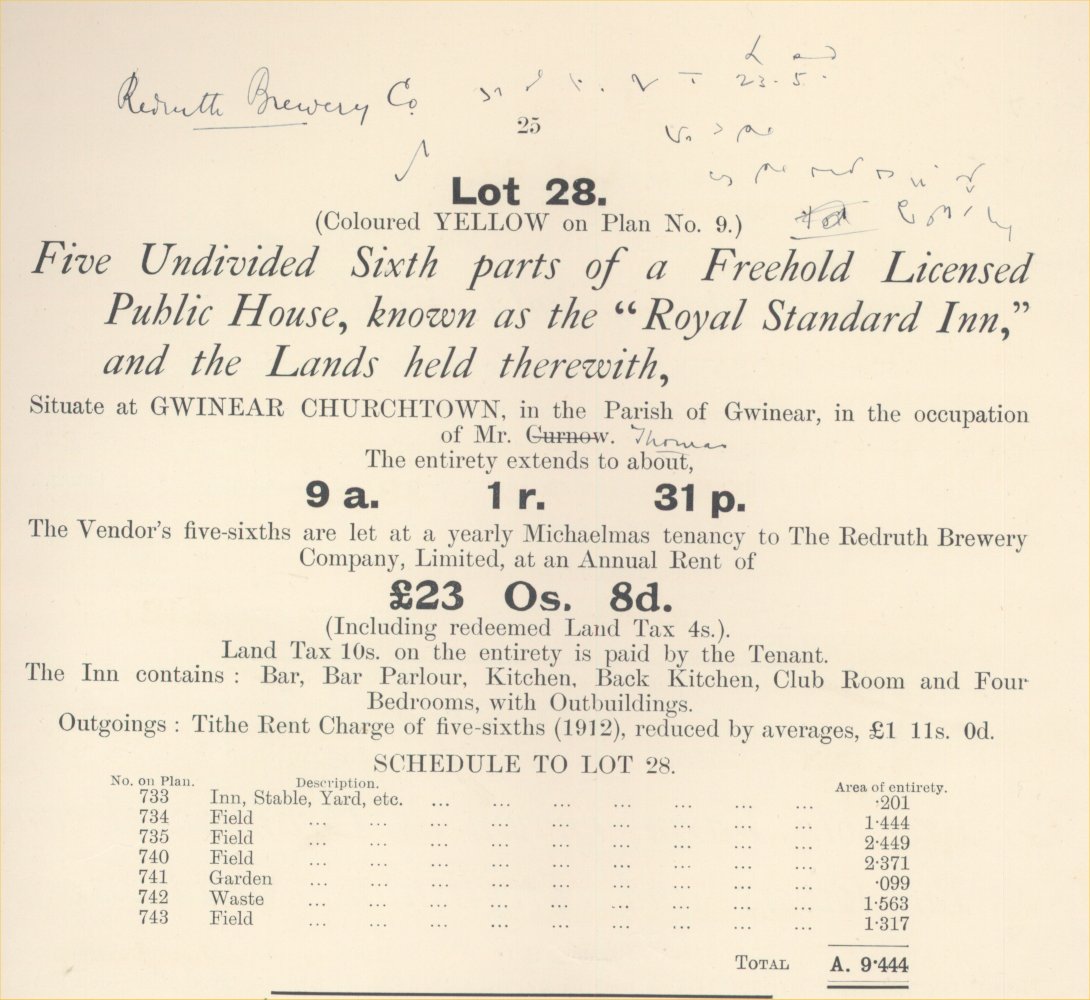 Redruth Brewery Co.
23. 5.
25
Lot 28.
(Coloured YELLOW on Plan No. 9.)
Five Undivided Sixth parts of a Freehold Licensed
Public House, known as the “Royal Standard Inn,”
and the Lands held therewith,
Situate at GWINEAR CHURCHTOWN, in the Parish of Gwinear, in the occupation
of Mr. Gurnow. Thomas
The entirety extends to about,
9 a. 1 r. 31 p.
The Vendor's five-sixths are let at a yearly Michaelmas tenancy to The Redruth Brewery
Company, Limited, at an Annual Rent of
£23 0s. 8d.
(Including redeemed Land Tax 4s.).
Land Tax 10s. on the entirety is paid by the Tenant.
The Inn contains : Bar, Bar Parlour, Kitchen, Back Kitchen, Club Room and Four
Bedrooms, with Outbuildings.
Outgoings : Tithe Rent Charge of five-sixths (1912), reduced by averages, £1 11s. 0d.
SCHEDULE TO LOT 28.
No. on Plan. Description. Area of entirety.
733 Inn, Stable, Yard, etc. ... ... ... ... ... ... ... ·201
734 Field ... ... ... ... ... ... ... ... ... 1·444
735 Field ... ... ... ... ... ... ... ... ... 2·449
740 Field ... ... ... ... ... ... ... ... ... 2·371
741 Garden ... ... ... ... ... ... ... ... ... ·099
742 Waste ... ... ... ... ... ... ... ... ... 1·563
743 Field ... ... ... ... ... ... ... ... ... 1·317
TOTAL A. 9·444